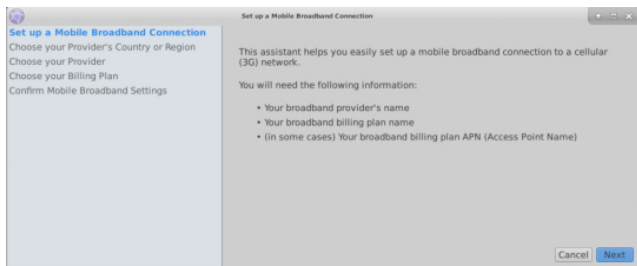 Set up a Mobile Broadband Connection
Set up a Mobile Broadband Connection
Choose your Provider's Country or Region
Choose your Provider
Choose your Billing Plan
Confirm Mobile Broadband Settings
This assistant helps you easily set up a mobile broadband connection to a cellular
(3G) network.
You will need the following information:
• Your broadband provider's name
• Your broadband billing plan name
• (in some cases) Your broadband billing plan APN (Access Point Name)
Cancel Next